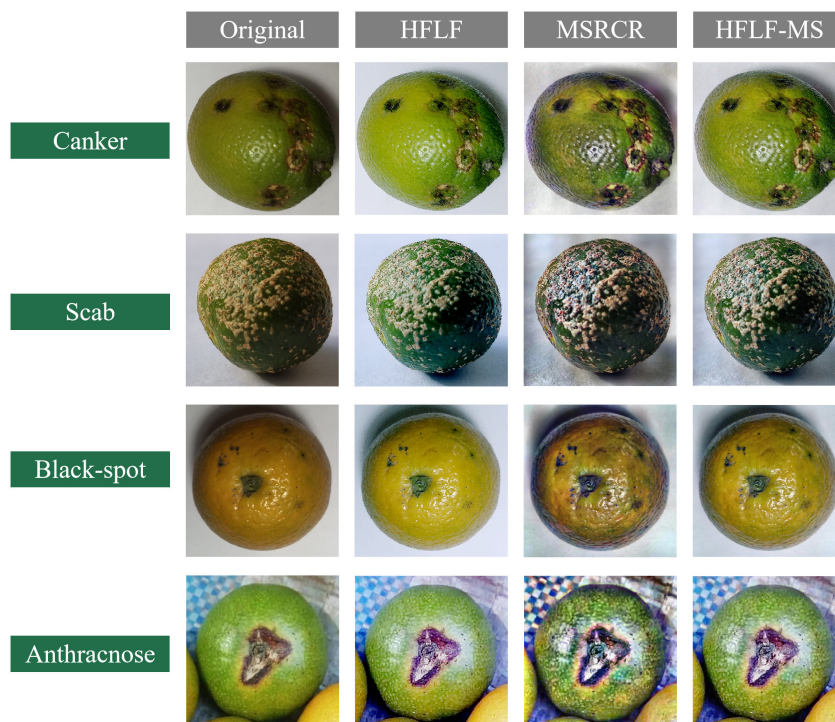 Original HFLF MSRCR HFLF-MS
Canker
Scab
Black-spot
Anthracnose